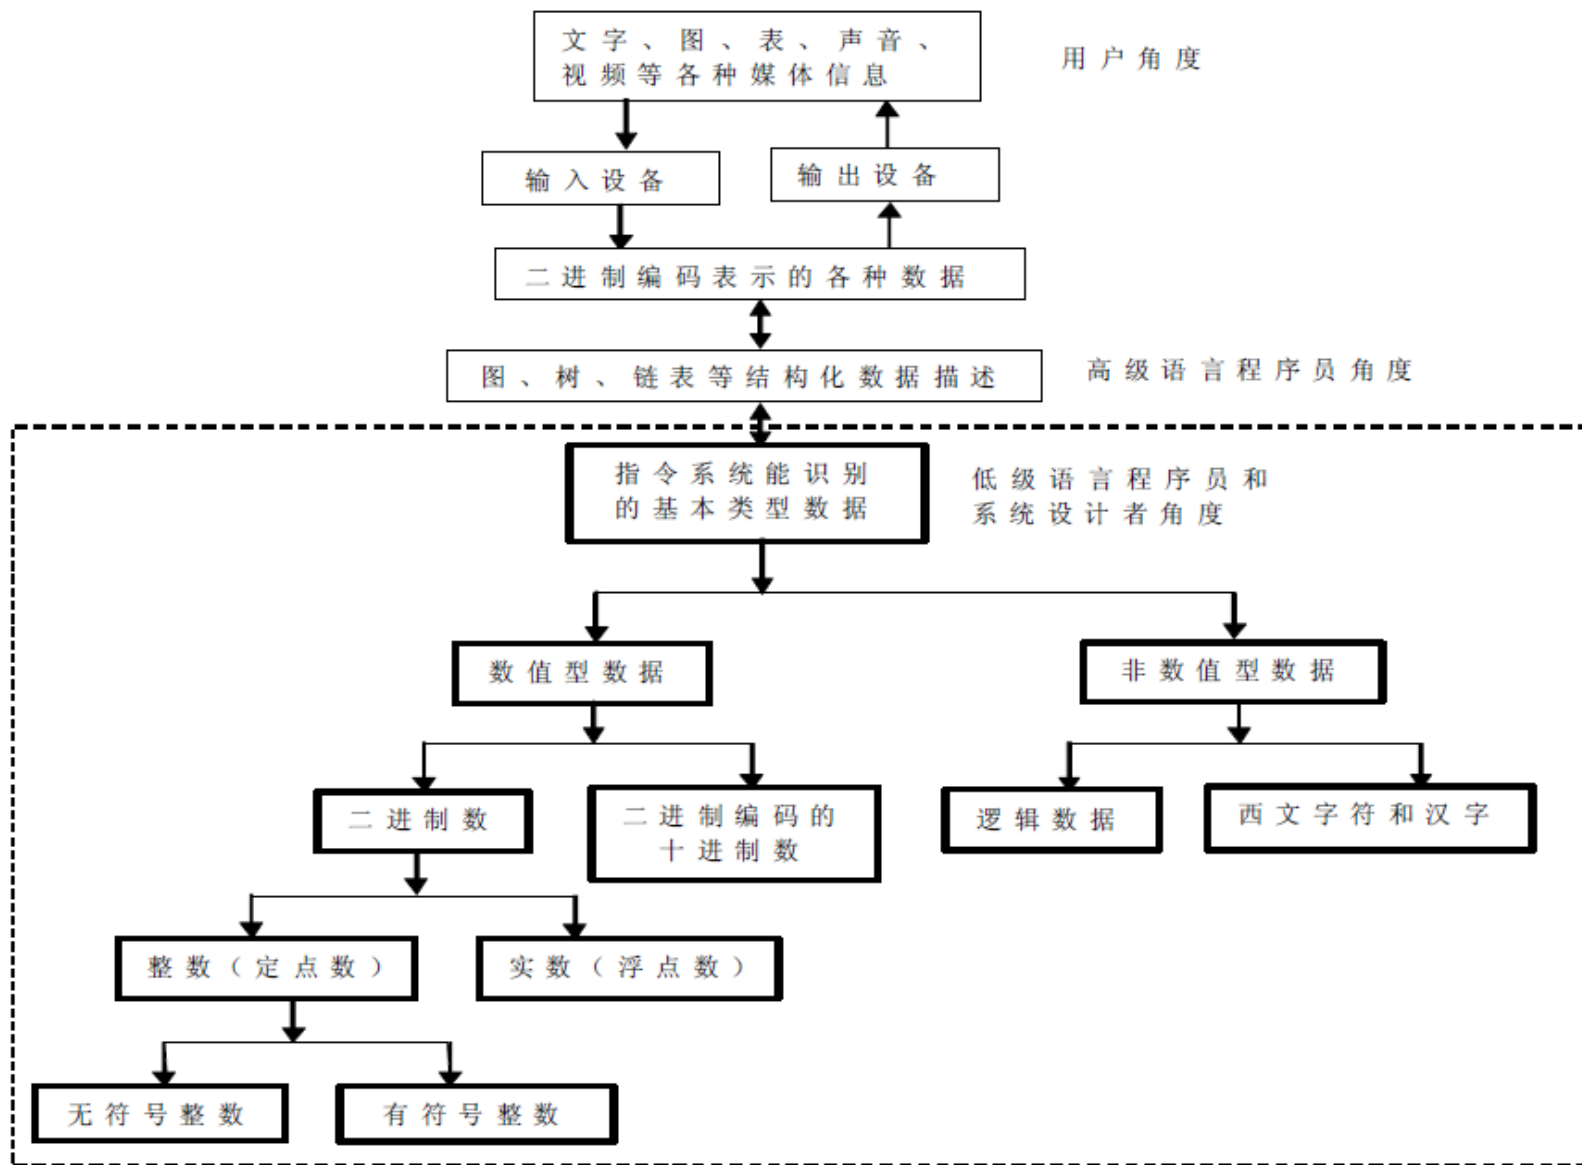 文字、图、表、声音、
视频等各种媒体信息
用户角度
输入设备
输出设备
二进制编码表示的各种数据
图、树、链表等结构化数据描述
高级语言程序员角度
指令系统能识别
的基本类型数据
低级语言程序员和
系统设计者角度
数值型数据
非数值型数据
二进制数
二进制编码的
十进制数
逻辑数据
西文字符和汉字
整数(定点数)
实数(浮点数)
无符号整数
有符号整数